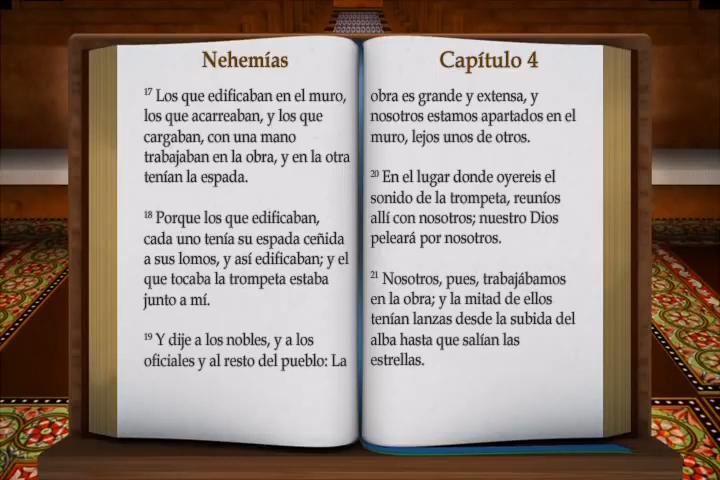 Nehemías
17 Los que edificaban en el muro,
los que acarreaban, y los que
cargaban, con una mano
trabajaban en la obra, y en la otra
tenían la espada.
18 Porque los que edificaban,
cada uno tenía su espada ceñida
a sus lomos, y así edificaban; y el
que tocaba la trompeta estaba
junto a mí.
19 Y dije a los nobles, y a los
oficiales y al resto del pueblo: La
Capítulo 4
obra es grande y extensa, y
nosotros estamos apartados en el
muro, lejos unos de otros.
20 En el lugar donde oyereis el
sonido de la trompeta, reuníos
allí con nosotros; nuestro Dios
peleará por nosotros.
21 Nosotros, pues, trabajábamos
en la obra; y la mitad de ellos
tenían lanzas desde la subida del
alba hasta que salían las
estrellas.